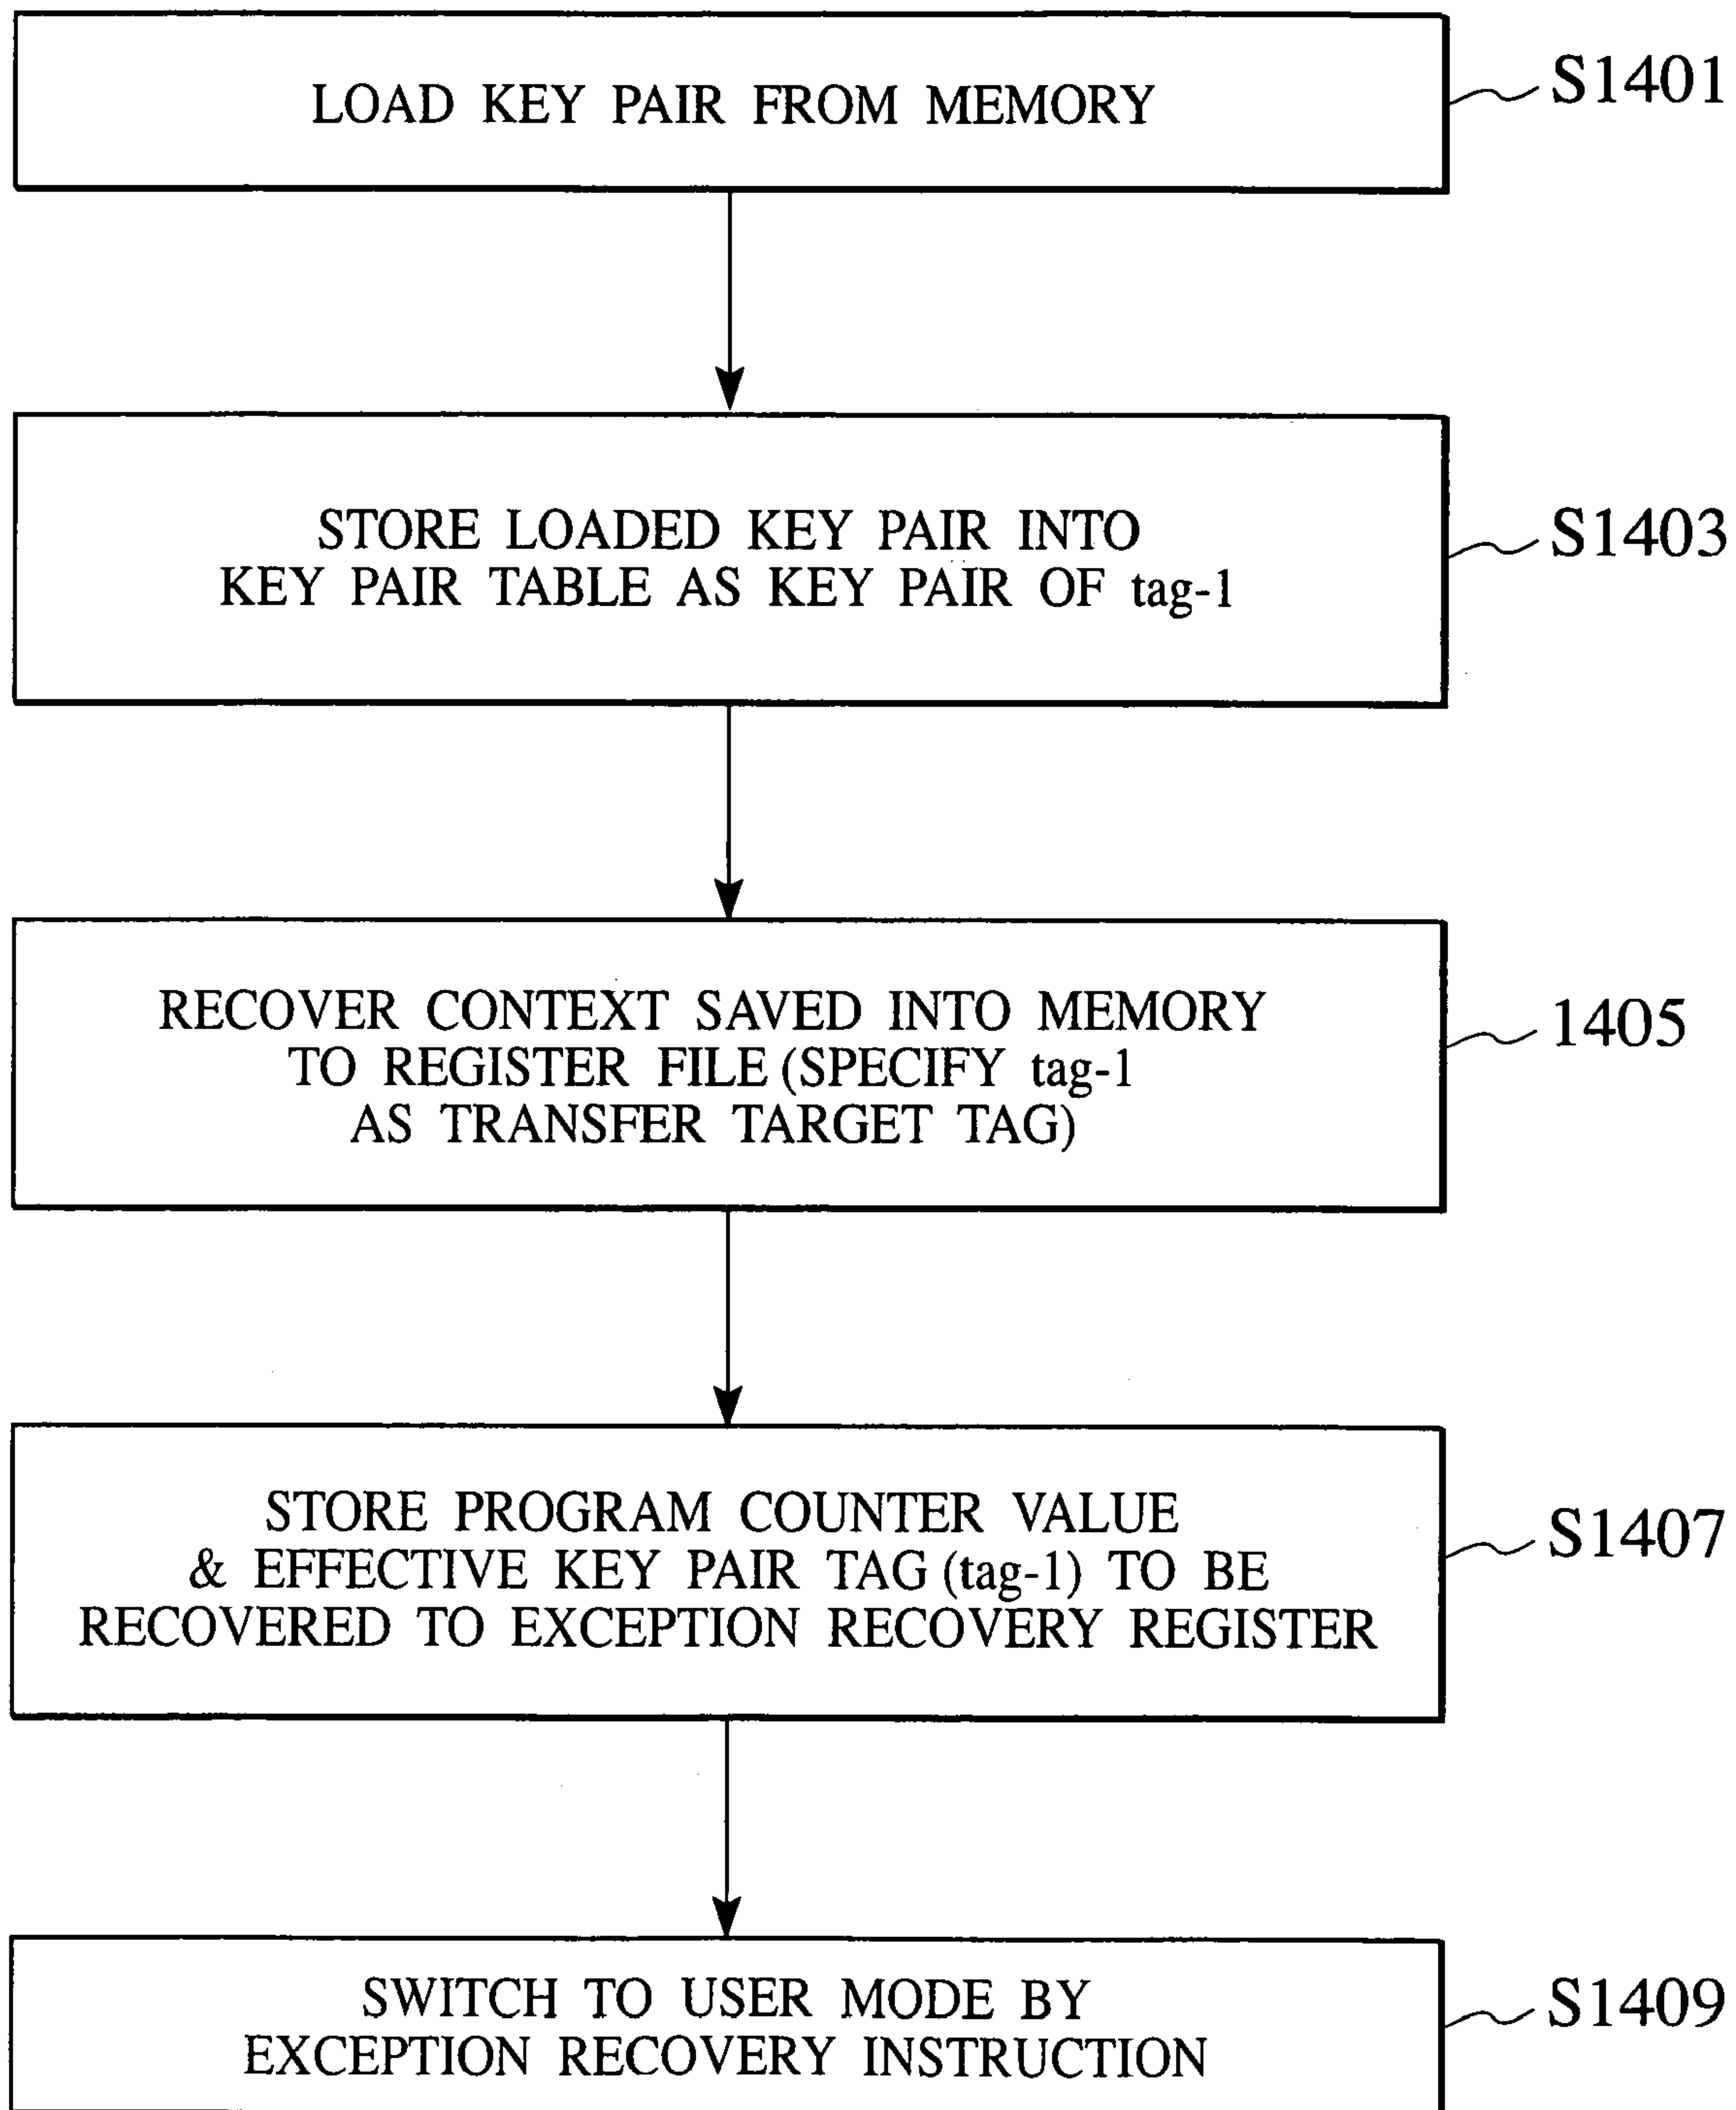 LOAD KEY PAIR FROM MEMORY
S1401
STORE LOADED KEY PAIR INTO
KEY PAIR TABLE AS KEY PAIR OF tag-1
S1403
RECOVER CONTEXT SAVED INTO MEMORY
TO REGISTER FILE (SPECIFY tag-1
AS TRANSFER TARGET TAG)
1405
STORE PROGRAM COUNTER VALUE
& EFFECTIVE KEY PAIR TAG (tag-1) TO BE
RECOVERED TO EXCEPTION RECOVERY REGISTER
S1407
SWITCH TO USER MODE BY
EXCEPTION RECOVERY INSTRUCTION
S1409